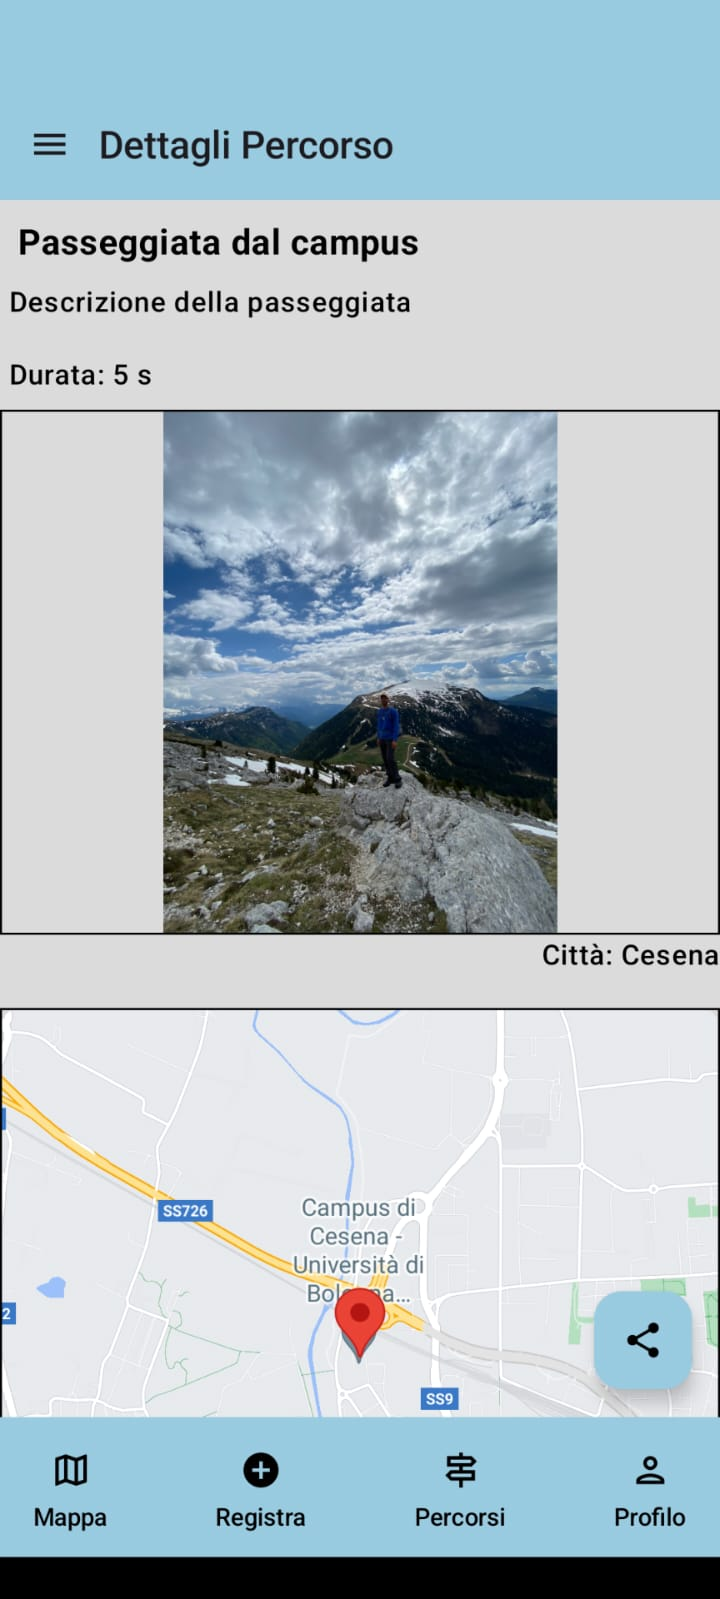 Dettagli Percorso
Passeggiata dal campus
Descrizione della passeggiata
Durata: 5 s
Città: Cesena
SS726
Campus di
Cesena -
Università di
2
SS9
Mappa
Registra
Percorsi
Profilo